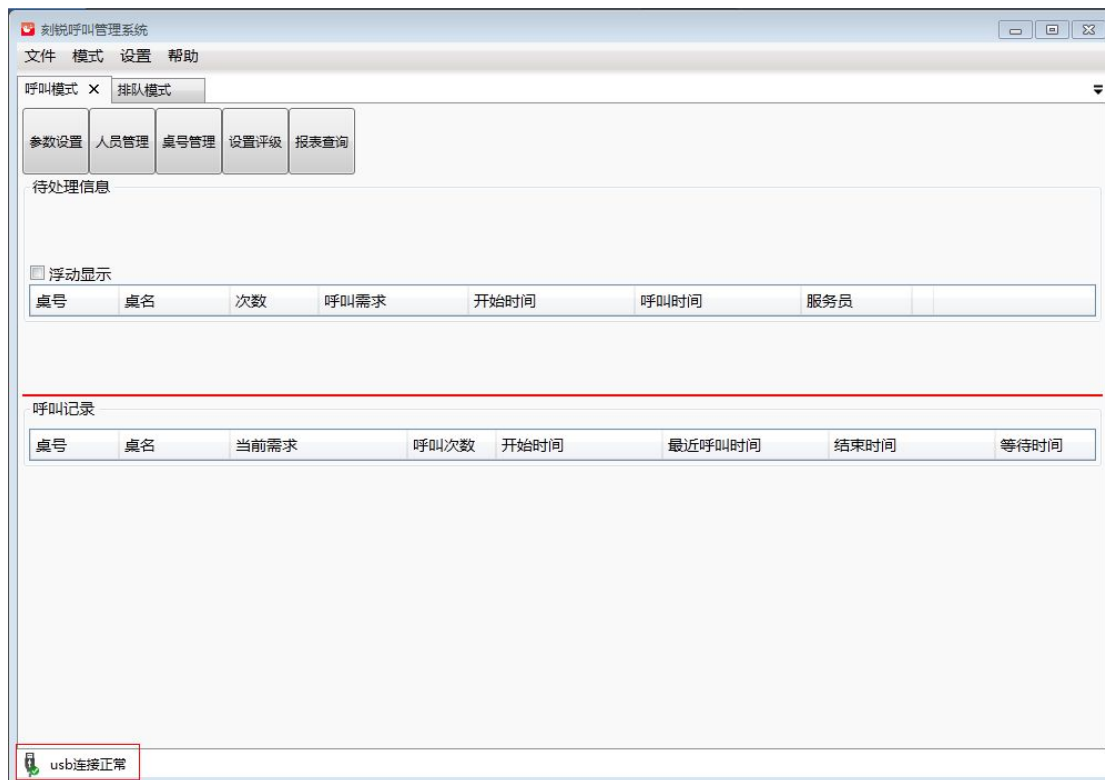 刻锐呼叫管理系统
文件 模式 设置 帮助
呼叫模式 排队模式
参数设置 人员管理 桌号管理 设置评级 报表查询
待处理信息
浮动显示
桌号 桌名 次数 呼叫需求 开始时间 呼叫时间 服务员
呼叫记录
桌号 桌名 当前需求 呼叫次数 开始时间 最近呼叫时间 结束时间 等待时间
usb连接正常